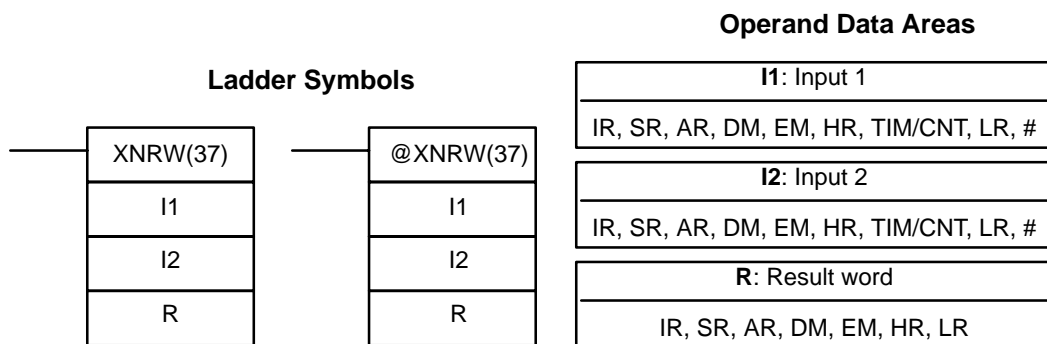 Ladder Symbols
XNRW(37)
I1
I2
R
@XNRW(37)
I1
I2
R
Operand Data Areas
I1: Input 1
IR, SR, AR, DM, EM, HR, TIM/CNT, LR, #
I2: Input 2
IR, SR, AR, DM, EM, HR, TIM/CNT, LR, #
R: Result word
IR, SR, AR, DM, EM, HR, LR